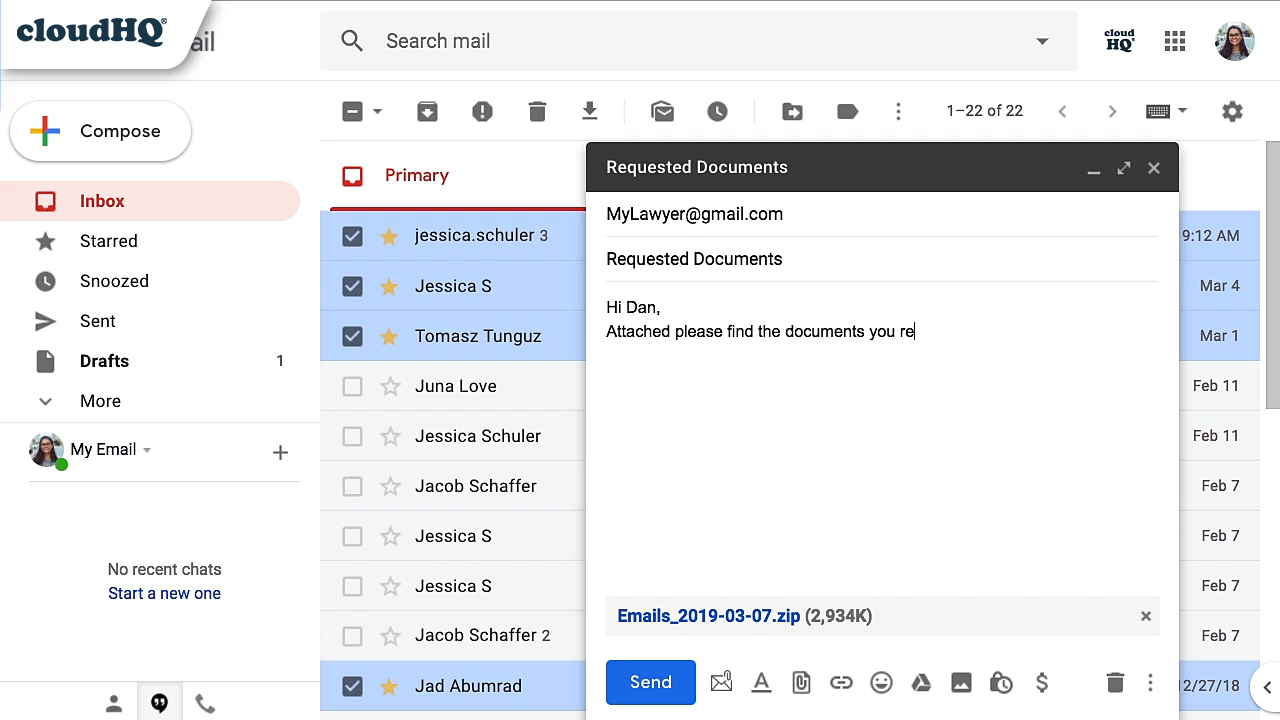 cloudHQ®
ail
Search mail
cloud
HQ®
Compose
1–22 of 22
Requested Documents
Primary
MyLawyer@gmail.com
Requested Documents
Hi Dan,
Attached please find the documents you re
Emails_2019-03-07.zip (2,934K)
Send
Inbox
Starred
Snoozed
Sent
Drafts 1
More
My Email
No recent chats
Start a new one
jessica.schuler 3 9:12 AM
Jessica S Mar 4
Tomasz Tunguz Mar 1
Juna Love Feb 11
Jessica Schuler Feb 11
Jacob Schaffer Feb 7
Jessica S Feb 7
Jessica S Feb 7
Jacob Schaffer 2 Feb 7
Jad Abumrad 12/27/18